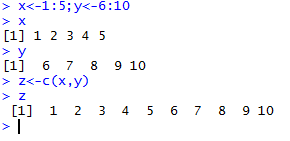 > x<-1:5;y<-6:10
> x
[1] 1 2 3 4 5
> y
[1]  6  7  8  9 10
> z<-c(x,y)
> z
 [1]  1  2  3  4  5  6  7  8  9 10
>